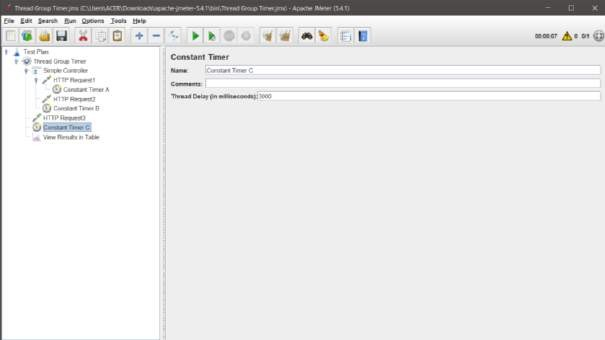 Thread Group Timer.jmx (C:\Users\ACER\Downloads\apache-jmeter-5.4.1\bin\Thread Group Timer.jmx) - Apache JMeter (5.4.1)
File Edit Search Run Options Tools Help
00:00:07 0 0/1
Test Plan
Thread Group Timer
Simple Controller
HTTP Request1
Constant Timer A
HTTP Request2
Constant Timer B
HTTP Request3
Constant Timer C
View Results in Table
Constant Timer
Name: Constant Timer C
Comments:
Thread Delay (in milliseconds): 3000